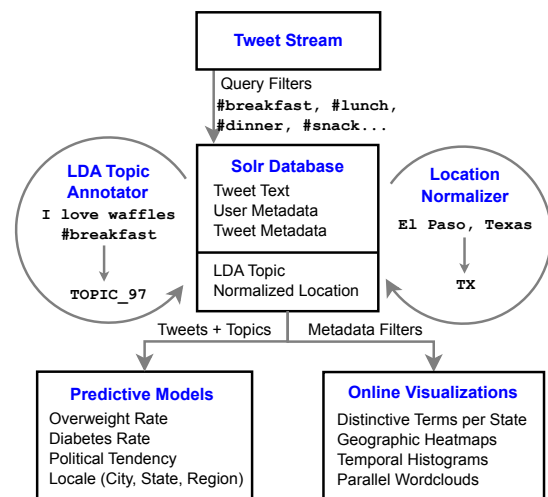 Tweet Stream
Query Filters
#breakfast, #lunch,
#dinner, #snack...
LDA Topic
Annotator
I love waffles
#breakfast
TOPIC_97
Solr Database
Tweet Text
User Metadata
Tweet Metadata
LDA Topic
Normalized Location
Location
Normalizer
El Paso, Texas
TX
Tweets + Topics
Metadata Filters
Predictive Models
Overweight Rate
Diabetes Rate
Political Tendency
Locale (City, State, Region)
Online Visualizations
Distinctive Terms per State
Geographic Heatmaps
Temporal Histograms
Parallel Wordclouds